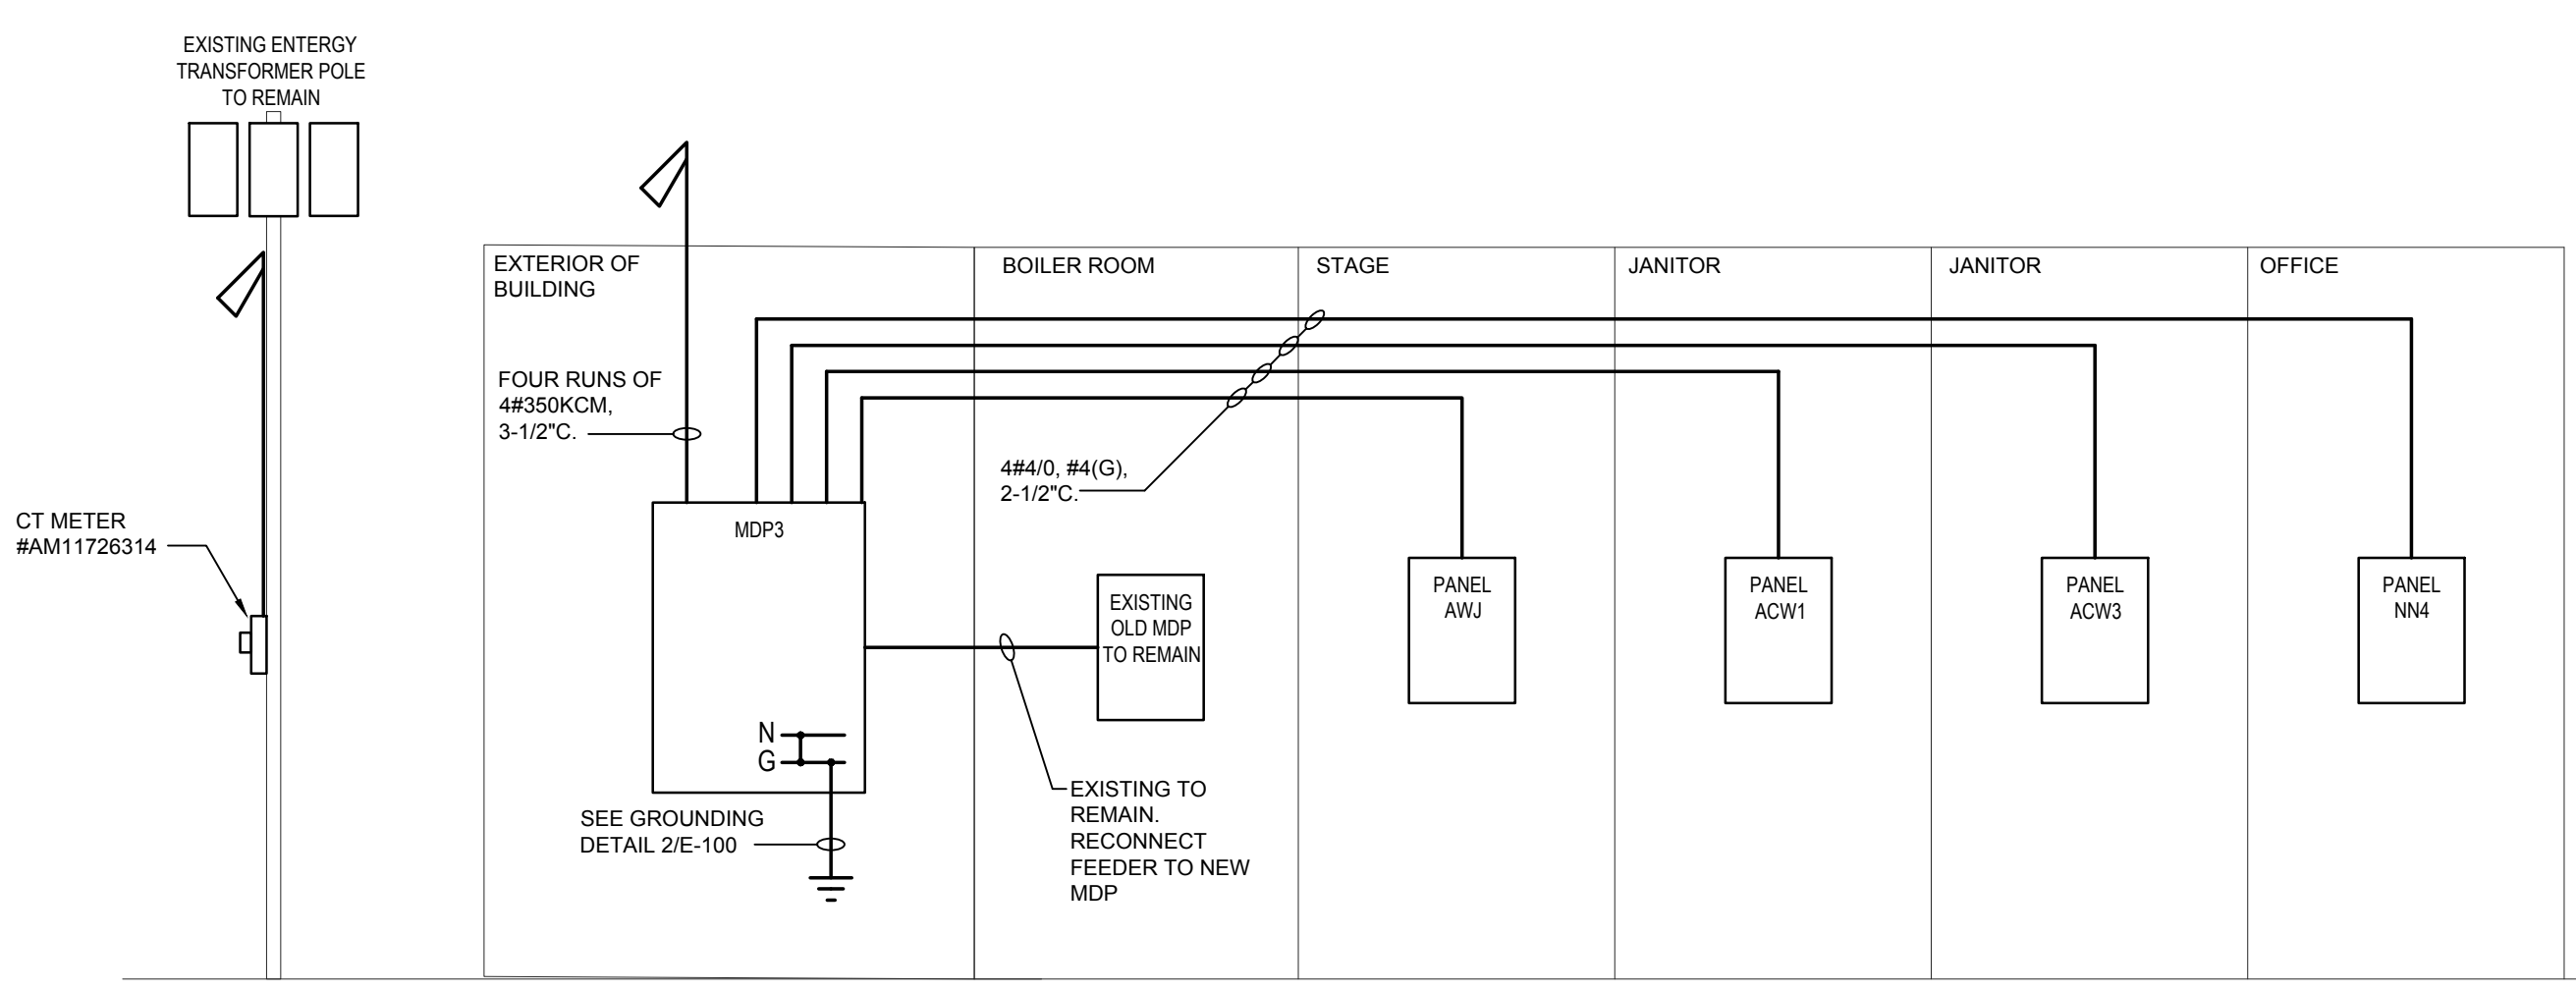 EXISTING ENTERGY
TRANSFORMER POLE
TO REMAIN
CT METER
#AM11726314
EXTERIOR OF
BUILDING
BOILER ROOM
STAGE
JANITOR
JANITOR
OFFICE
FOUR RUNS OF
4#350KCM,
3-1/2"C.
4#4/0, #4(G),
2-1/2"C.
MDP3
N
G
SEE GROUNDING
DETAIL 2/E-100
EXISTING
OLD MDP
TO REMAIN
EXISTING TO
REMAIN.
RECONNECT
FEEDER TO NEW
MDP
PANEL
AWJ
PANEL
ACW1
PANEL
ACW3
PANEL
NN4